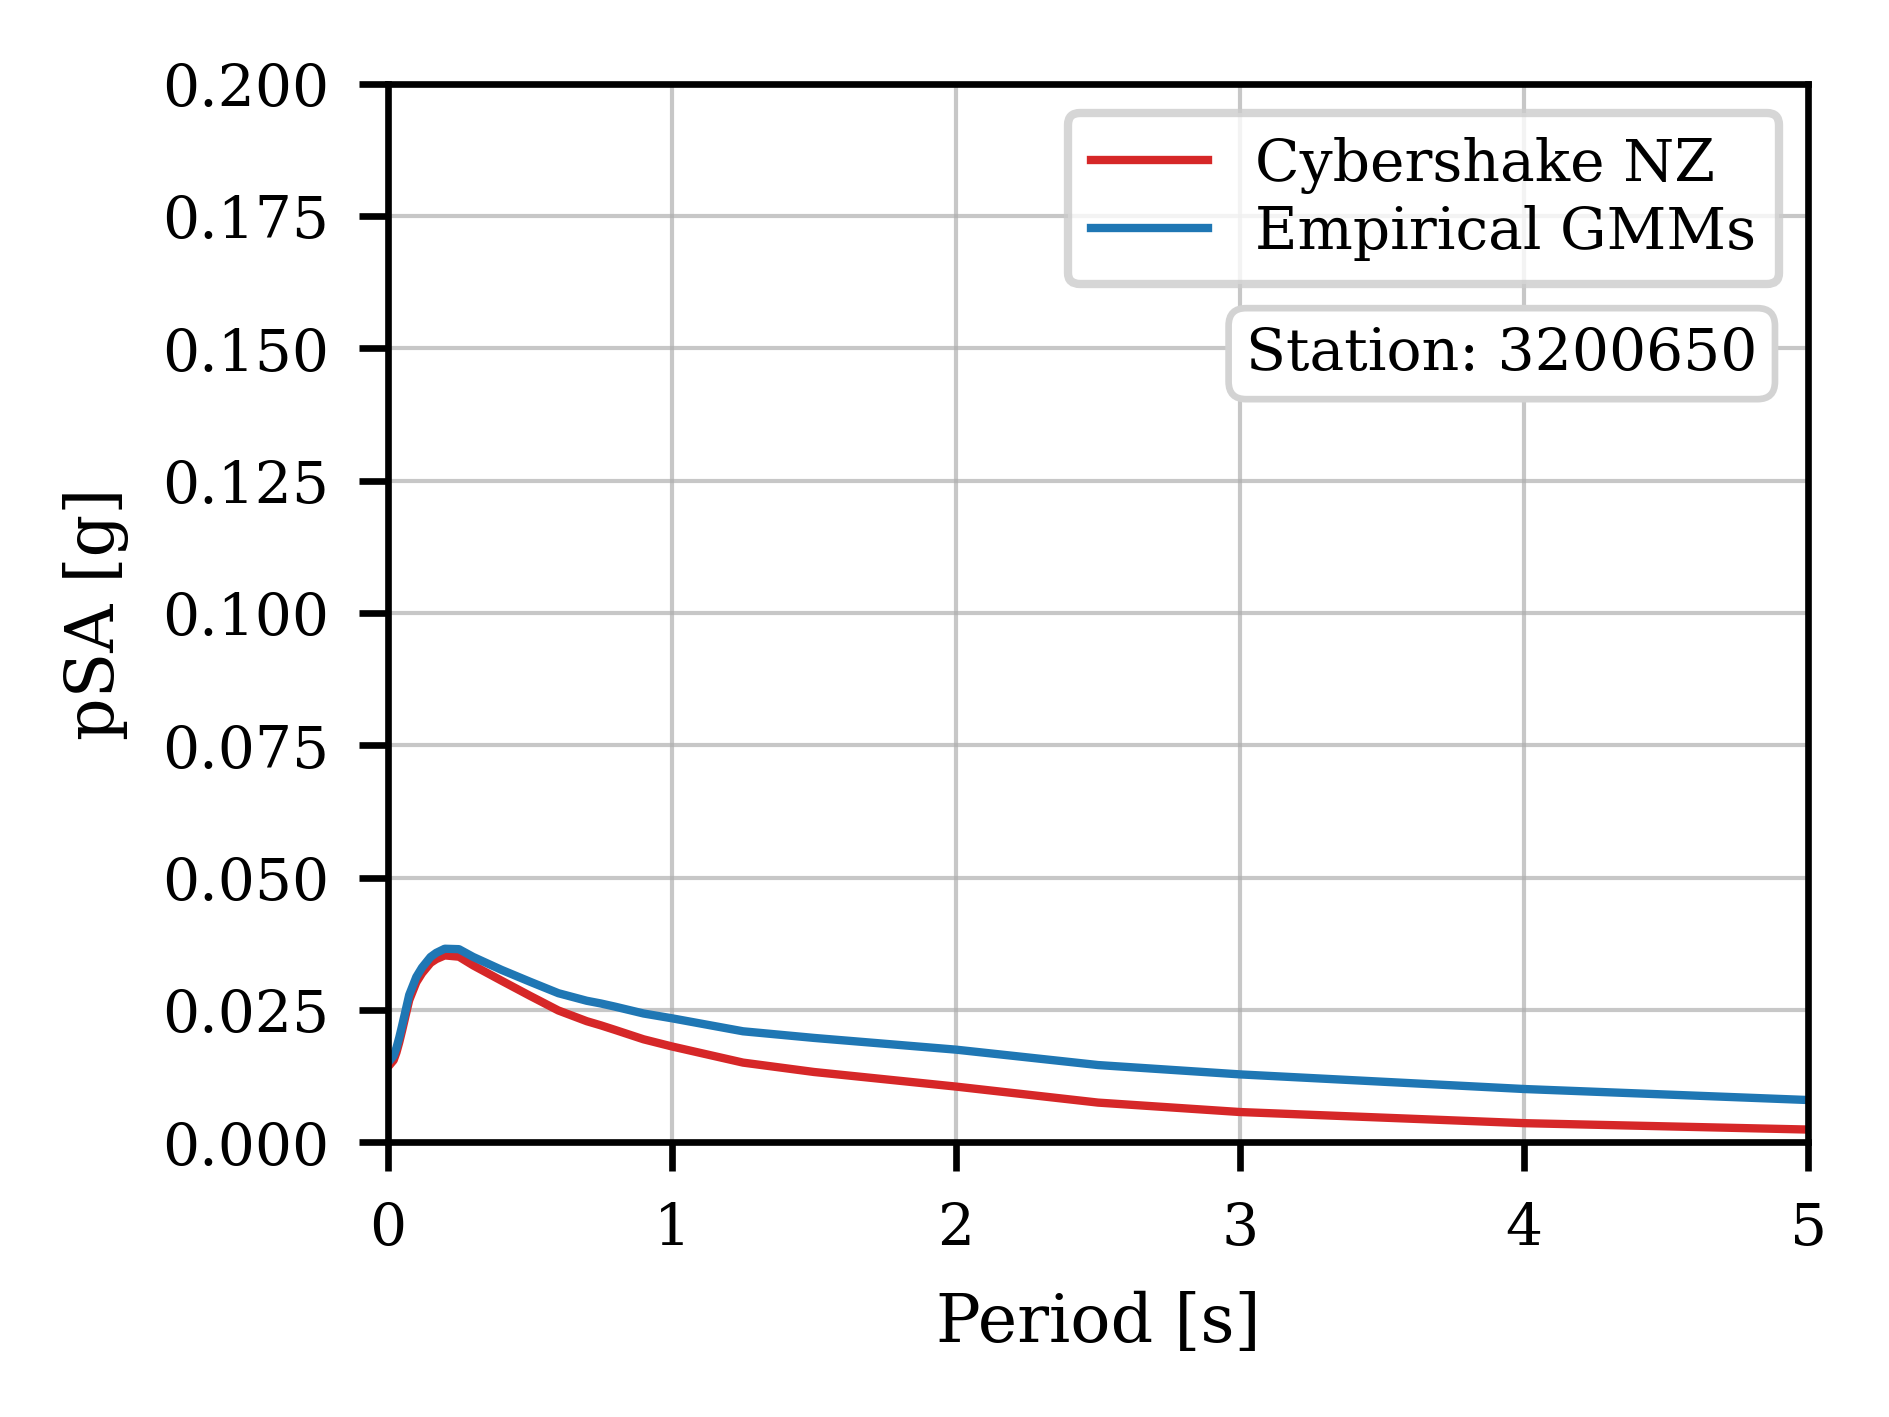 0.200
0.175
0.150
0.125
0.100
0.075
0.050
0.025
0.000
pSA [g]
Cybershake NZ
Empirical GMMs
Station: 3200650
0 1 2 3 4 5
Period [s]